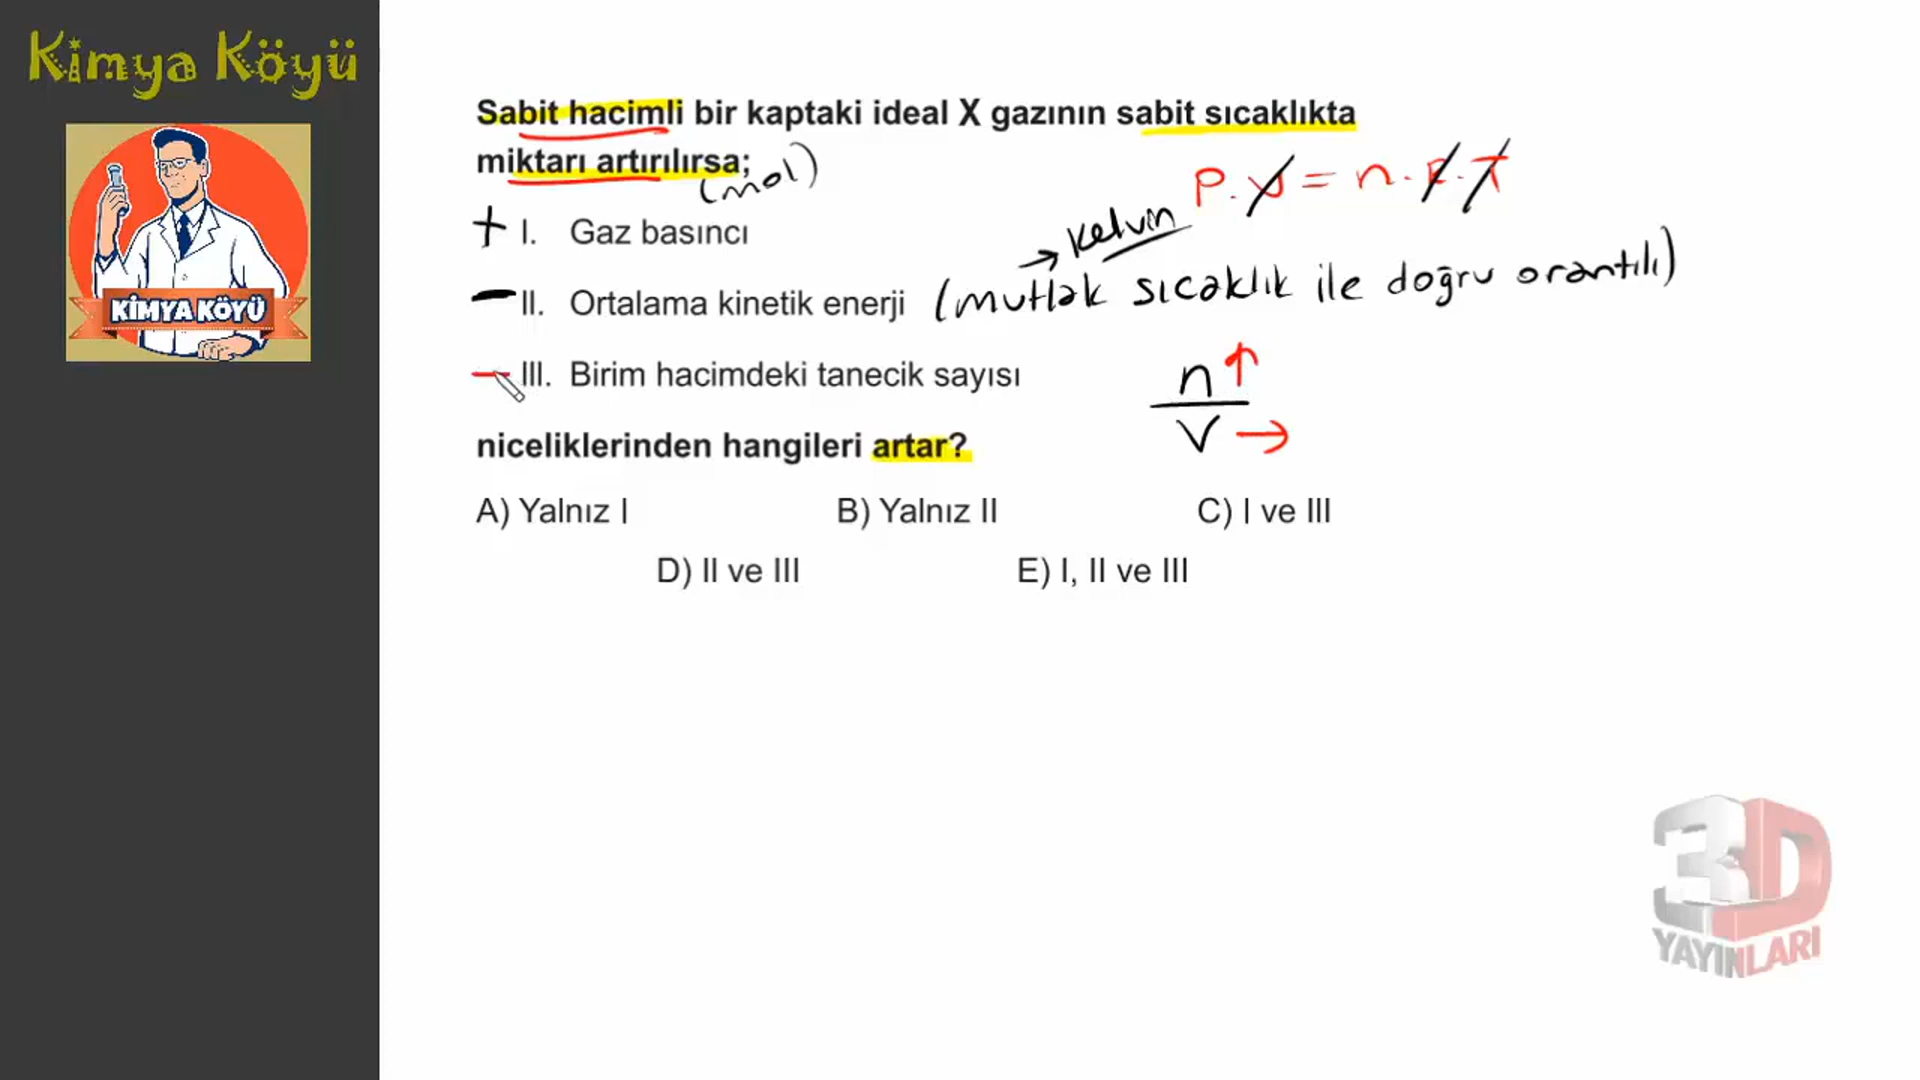 Kimya Köyü
KİMYA KÖYÜ
Sabit hacimli bir kaptaki ideal X gazının sabit sıcaklıkta
miktarı artırılırsa;
(mol)
P.V = n.R.T
+ I. Gaz basıncı
→ Kelvin
– II. Ortalama kinetik enerji (mutlak sıcaklık ile doğru orantılı)
– III. Birim hacimdeki tanecik sayısı
n↑
V →
niceliklerinden hangileri artar?
A) Yalnız I B) Yalnız II C) I ve III
D) II ve III E) I, II ve III
3D
YAYINLARI